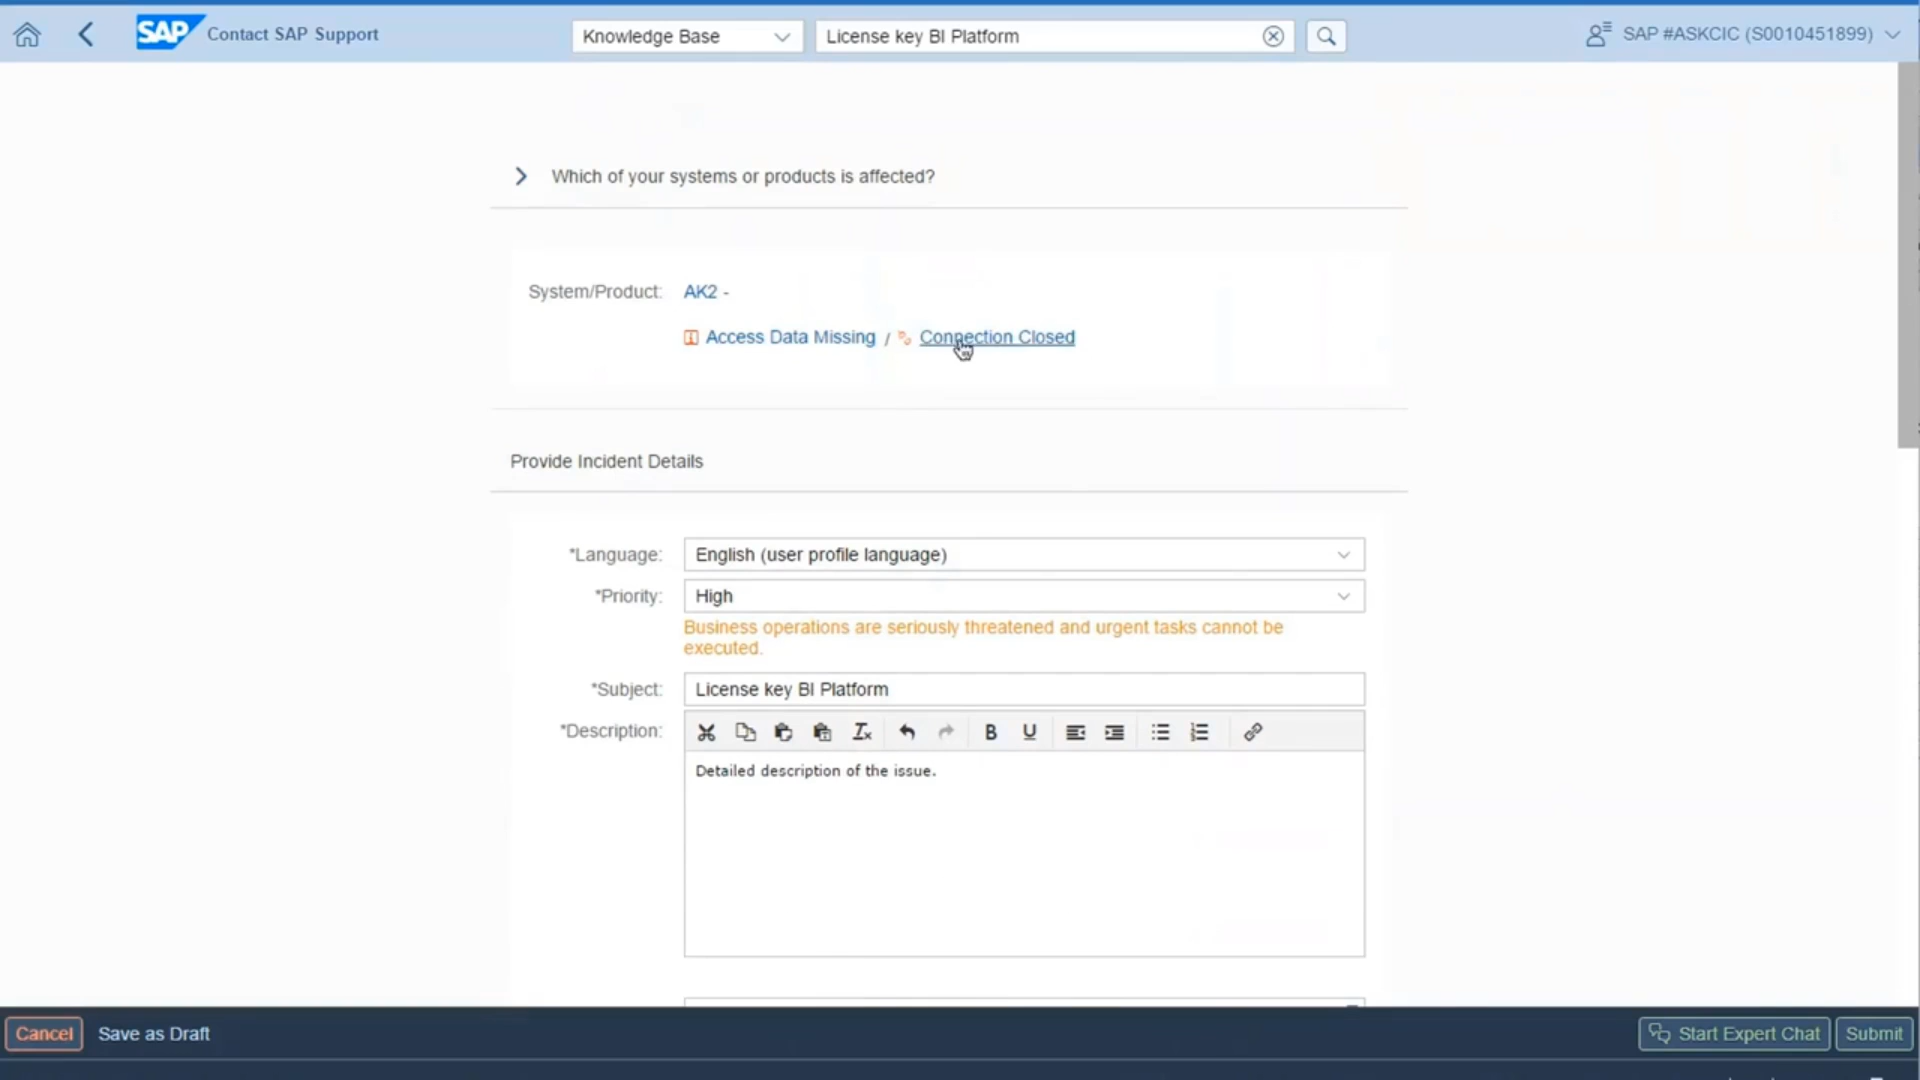 SAP Contact SAP Support Knowledge Base License key BI Platform SAP #ASKCIC (S0010451899)
Which of your systems or products is affected?
System/Product: AK2 -
Access Data Missing / Connection Closed
Provide Incident Details
*Language: English (user profile language)
*Priority: High
Business operations are seriously threatened and urgent tasks cannot be
executed.
*Subject: License key BI Platform
*Description: B U
Detailed description of the issue.
Cancel Save as Draft Start Expert Chat Submit